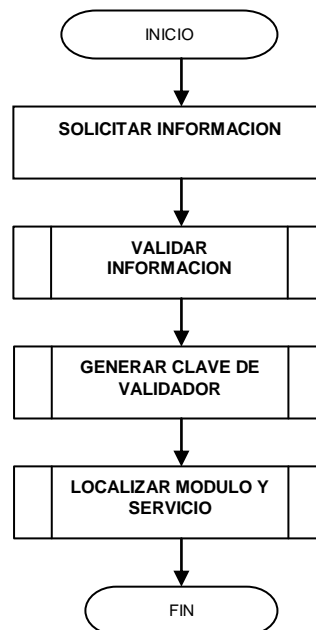 INICIO
SOLICITAR INFORMACION
VALIDAR
INFORMACION
GENERAR CLAVE DE
VALIDADOR
LOCALIZAR MODULO Y
SERVICIO
FIN